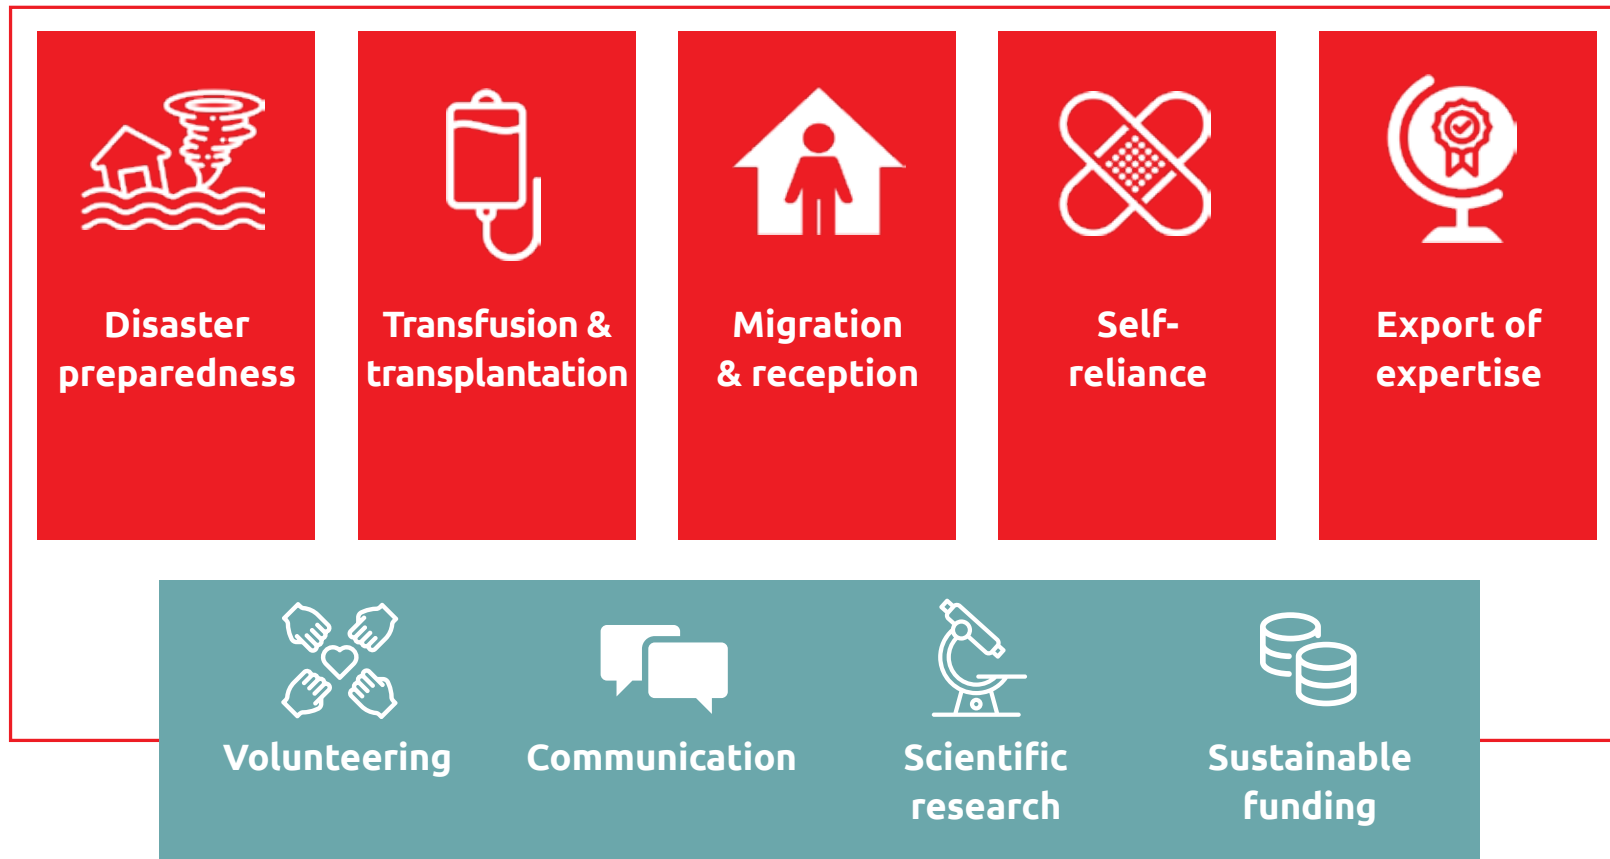 Disaster
preparedness
Transfusion &
transplantation
Migration
& reception
Self-
reliance
Export of
expertise
Volunteering
Communication
Scientific
research
Sustainable
funding